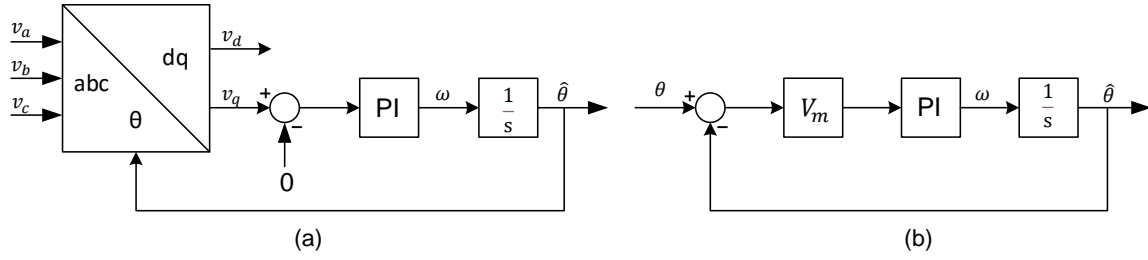 v_a
v_b
v_c
abc
dq
θ
v_d
v_q
+
−
0
PI
ω
1
s
θ̂
(a)
θ
+
−
V_m
PI
ω
1
s
θ̂
(b)